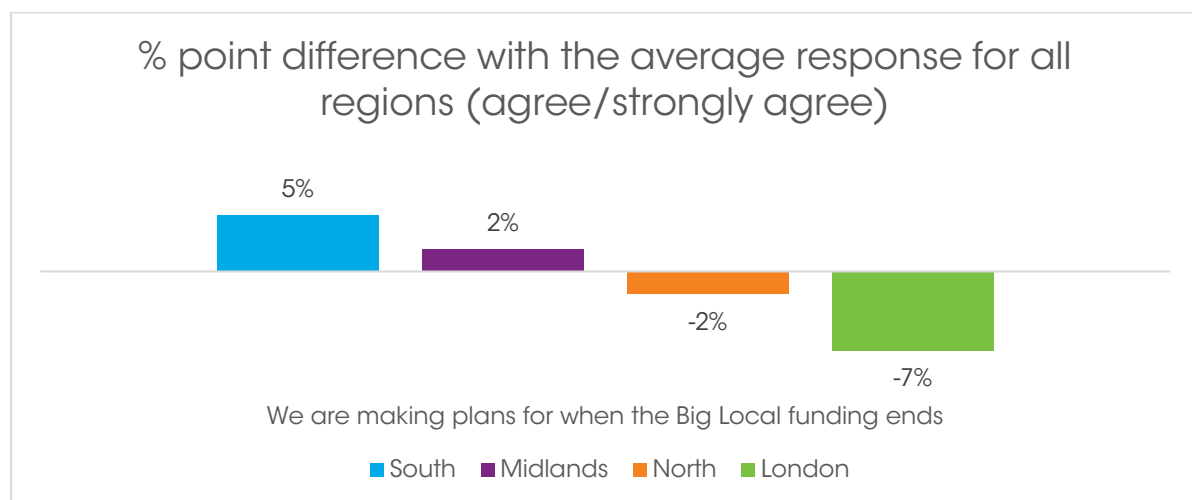 % point difference with the average response for all
regions (agree/strongly agree)
5%
2%
-2%
-7%
We are making plans for when the Big Local funding ends
South Midlands North London